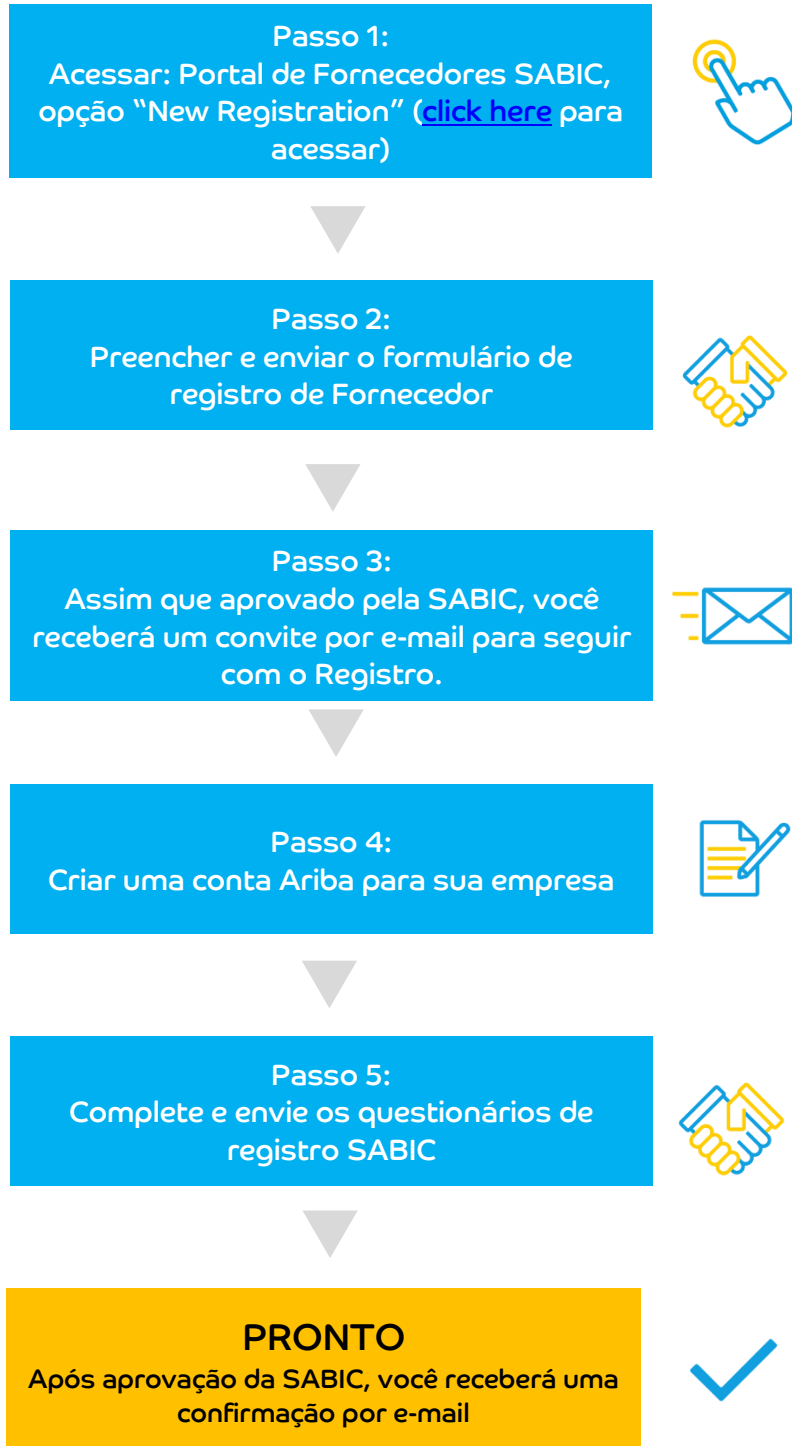 Passo 1:
Acessar: Portal de Fornecedores SABIC,
opção “New Registration” (click here para
acessar)
Passo 2:
Preencher e enviar o formulário de
registro de Fornecedor
Passo 3:
Assim que aprovado pela SABIC, você
receberá um convite por e-mail para seguir
com o Registro.
Passo 4:
Criar uma conta Ariba para sua empresa
Passo 5:
Complete e envie os questionários de
registro SABIC
PRONTO
Após aprovação da SABIC, você receberá uma
confirmação por e-mail